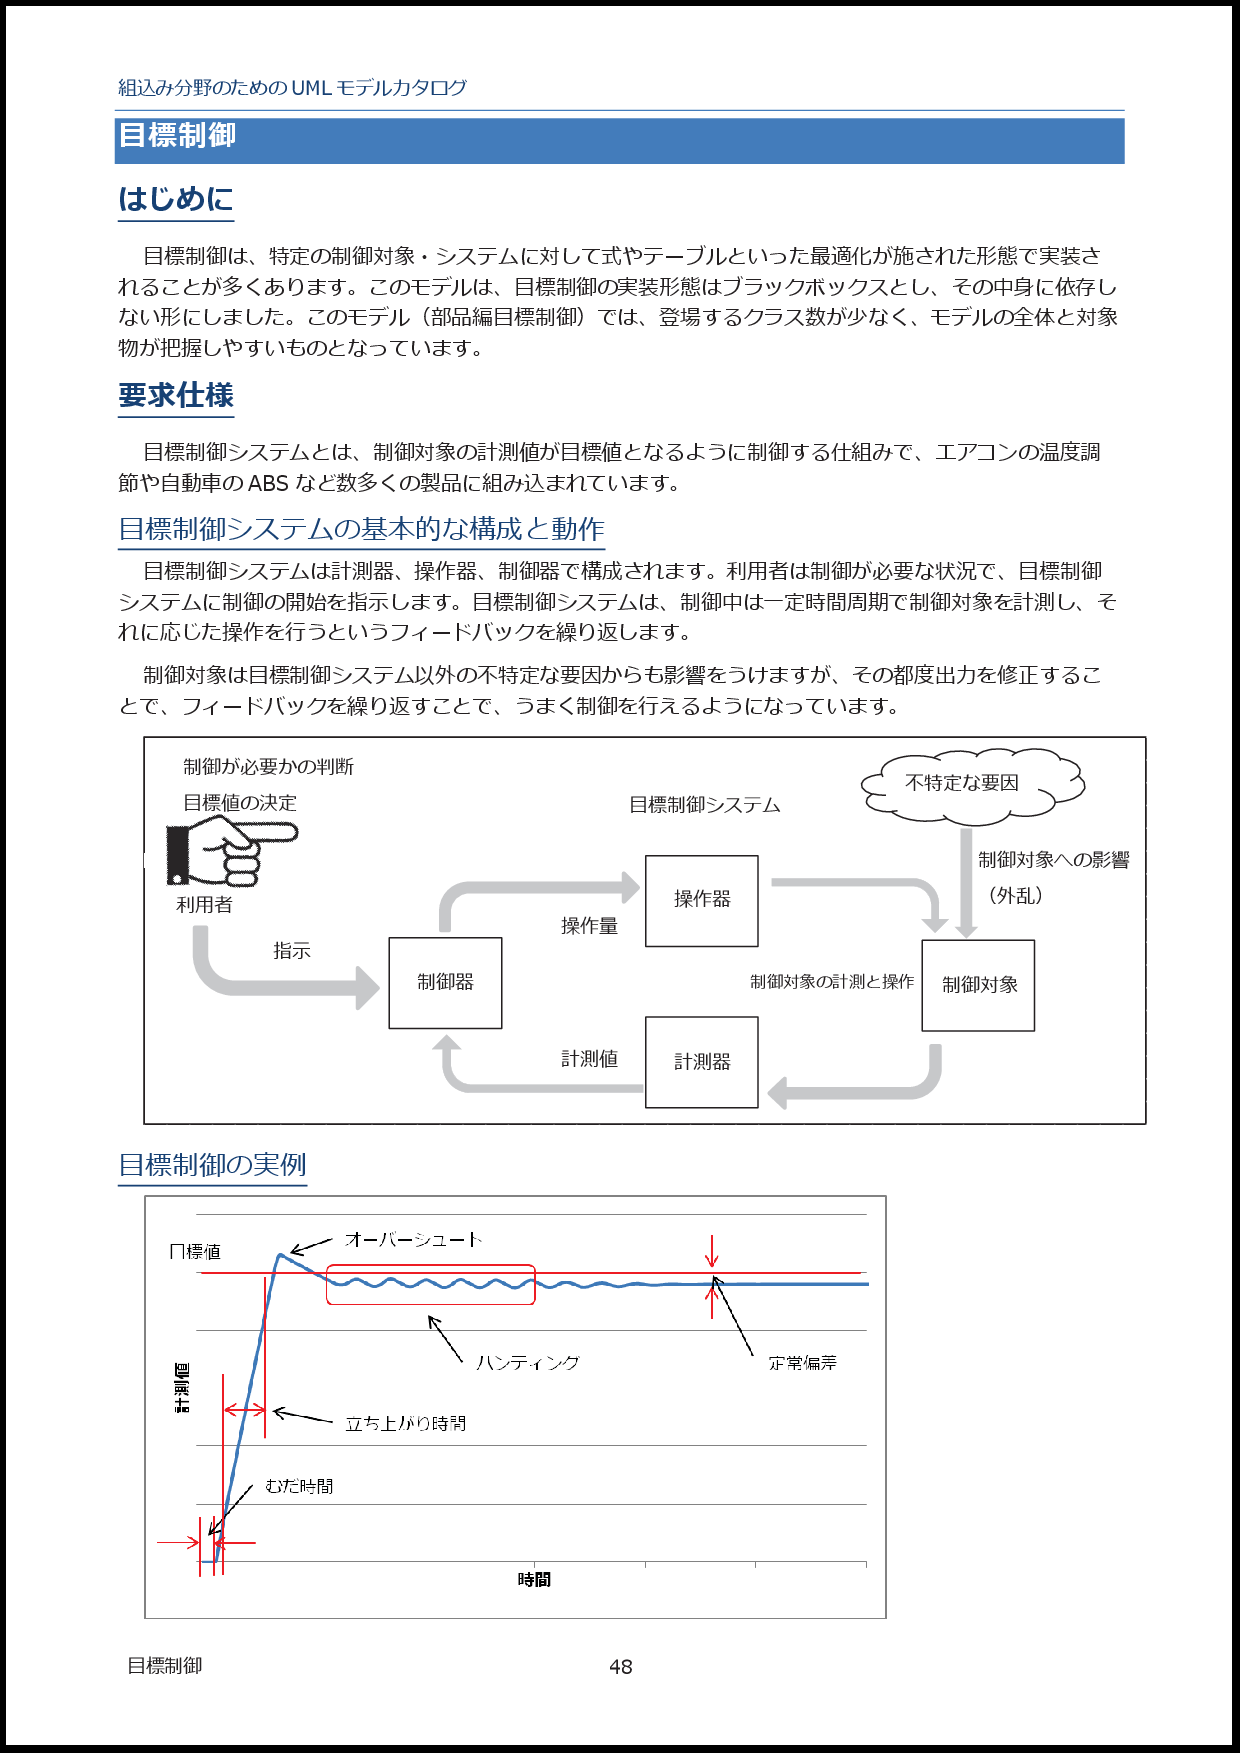 組込み分野のための UML モデルカタログ
目標制御
はじめに
目標制御は、特定の制御対象・システムに対して式やテーブルといった最適化が施された形態で実装さ
れることが多くあります。このモデルは、目標制御の実装形態はブラックボックスとし、その中身に依存し
ない形にしました。このモデル（部品編目標制御）では、登場するクラス数が少なく、モデルの全体と対象
物が把握しやすいものとなっています。
要求仕様
目標制御システムとは、制御対象の計測値が目標値となるように制御する仕組みで、エアコンの温度調
節や自動車の ABS など数多くの製品に組み込まれています。
目標制御システムの基本的な構成と動作
目標制御システムは計測器、操作器、制御器で構成されます。利用者は制御が必要な状況で、目標制御
システムに制御の開始を指示します。目標制御システムは、制御中は一定時間周期で制御対象を計測し、そ
れに応じた操作を行うというフィードバックを繰り返します。
制御対象は目標制御システム以外の不特定な要因からも影響をうけますが、その都度出力を修正するこ
とで、フィードバックを繰り返すことで、うまく制御を行えるようになっています。
制御が必要かの判断
目標値の決定
利用者
指示
目標制御システム
不特定な要因
制御対象への影響
（外乱）
操作器
操作量
制御器
制御対象の計測と操作
制御対象
計測値
計測器
目標制御の実例
目標値
オーバーシュート
ハンティング
定常偏差
計測値
立ち上がり時間
むだ時間
時間
目標制御
48